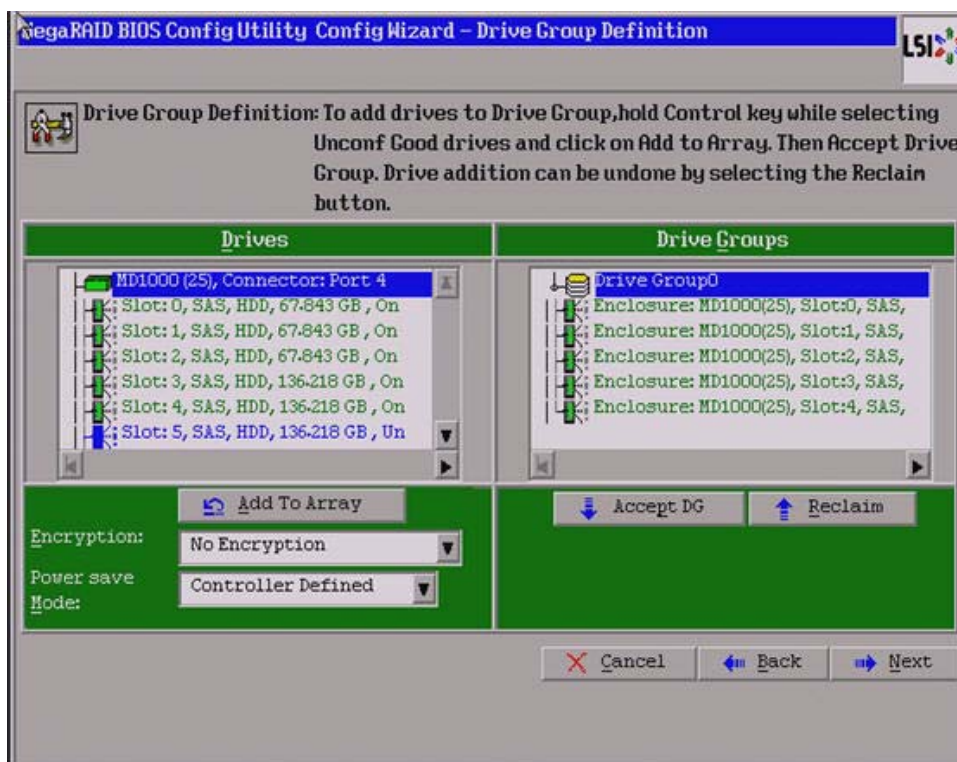 MegaRAID BIOS Config Utility Config Wizard – Drive Group Definition
LSI
Drive Group Definition: To add drives to Drive Group,hold Control key while selecting
Unconf Good drives and click on Add to Array. Then Accept Drive
Group. Drive addition can be undone by selecting the Reclaim
button.
Drives
MD1000 (25), Connector: Port 4
Slot: 0, SAS, HDD, 67.843 GB , On
Slot: 1, SAS, HDD, 67.843 GB , On
Slot: 2, SAS, HDD, 67.843 GB , On
Slot: 3, SAS, HDD, 136.218 GB , On
Slot: 4, SAS, HDD, 136.218 GB , On
Slot: 5, SAS, HDD, 136.218 GB , Un
Add To Array
Encryption:
No Encryption
Power save
Mode:
Controller Defined
Drive Groups
Drive Group0
Enclosure: MD1000(25), Slot:0, SAS,
Enclosure: MD1000(25), Slot:1, SAS,
Enclosure: MD1000(25), Slot:2, SAS,
Enclosure: MD1000(25), Slot:3, SAS,
Enclosure: MD1000(25), Slot:4, SAS,
Accept DG
Reclaim
Cancel
Back
Next